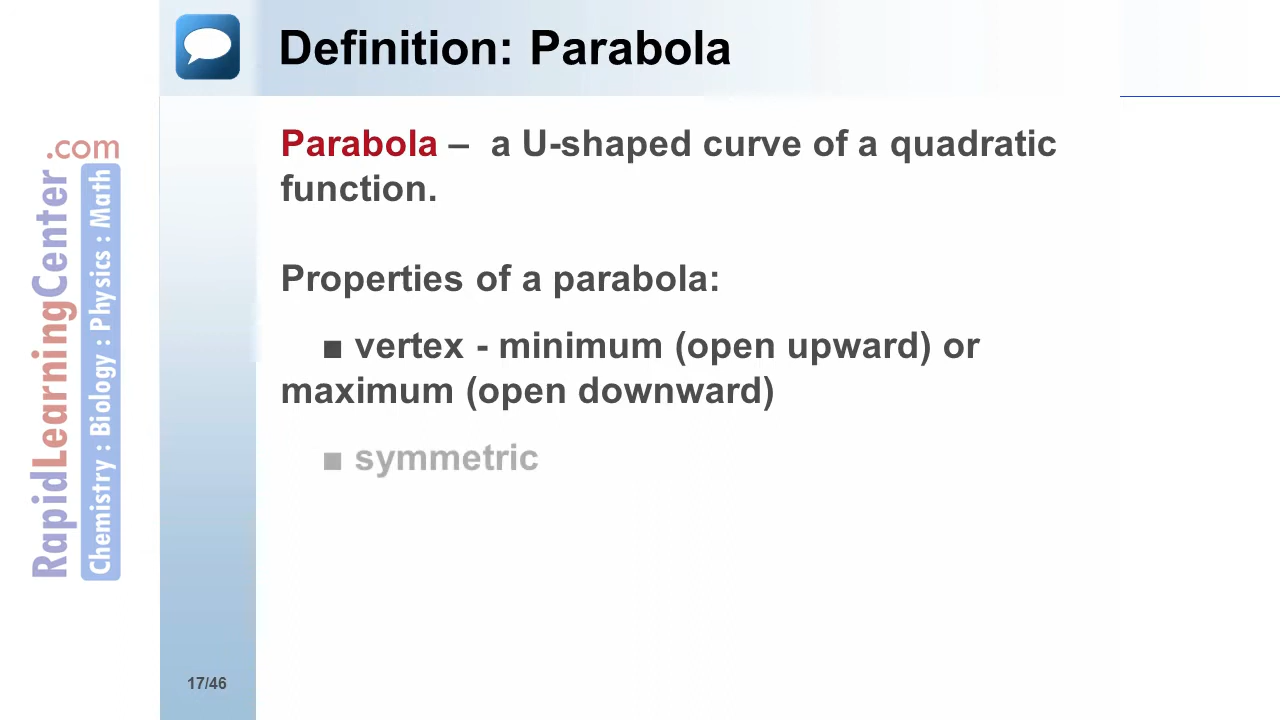 Definition: Parabola
Parabola – a U-shaped curve of a quadratic
function.
Properties of a parabola:
■ vertex - minimum (open upward) or
maximum (open downward)
■ symmetric
RapidLearningCenter.com
Chemistry : Biology : Physics : Math
17/46